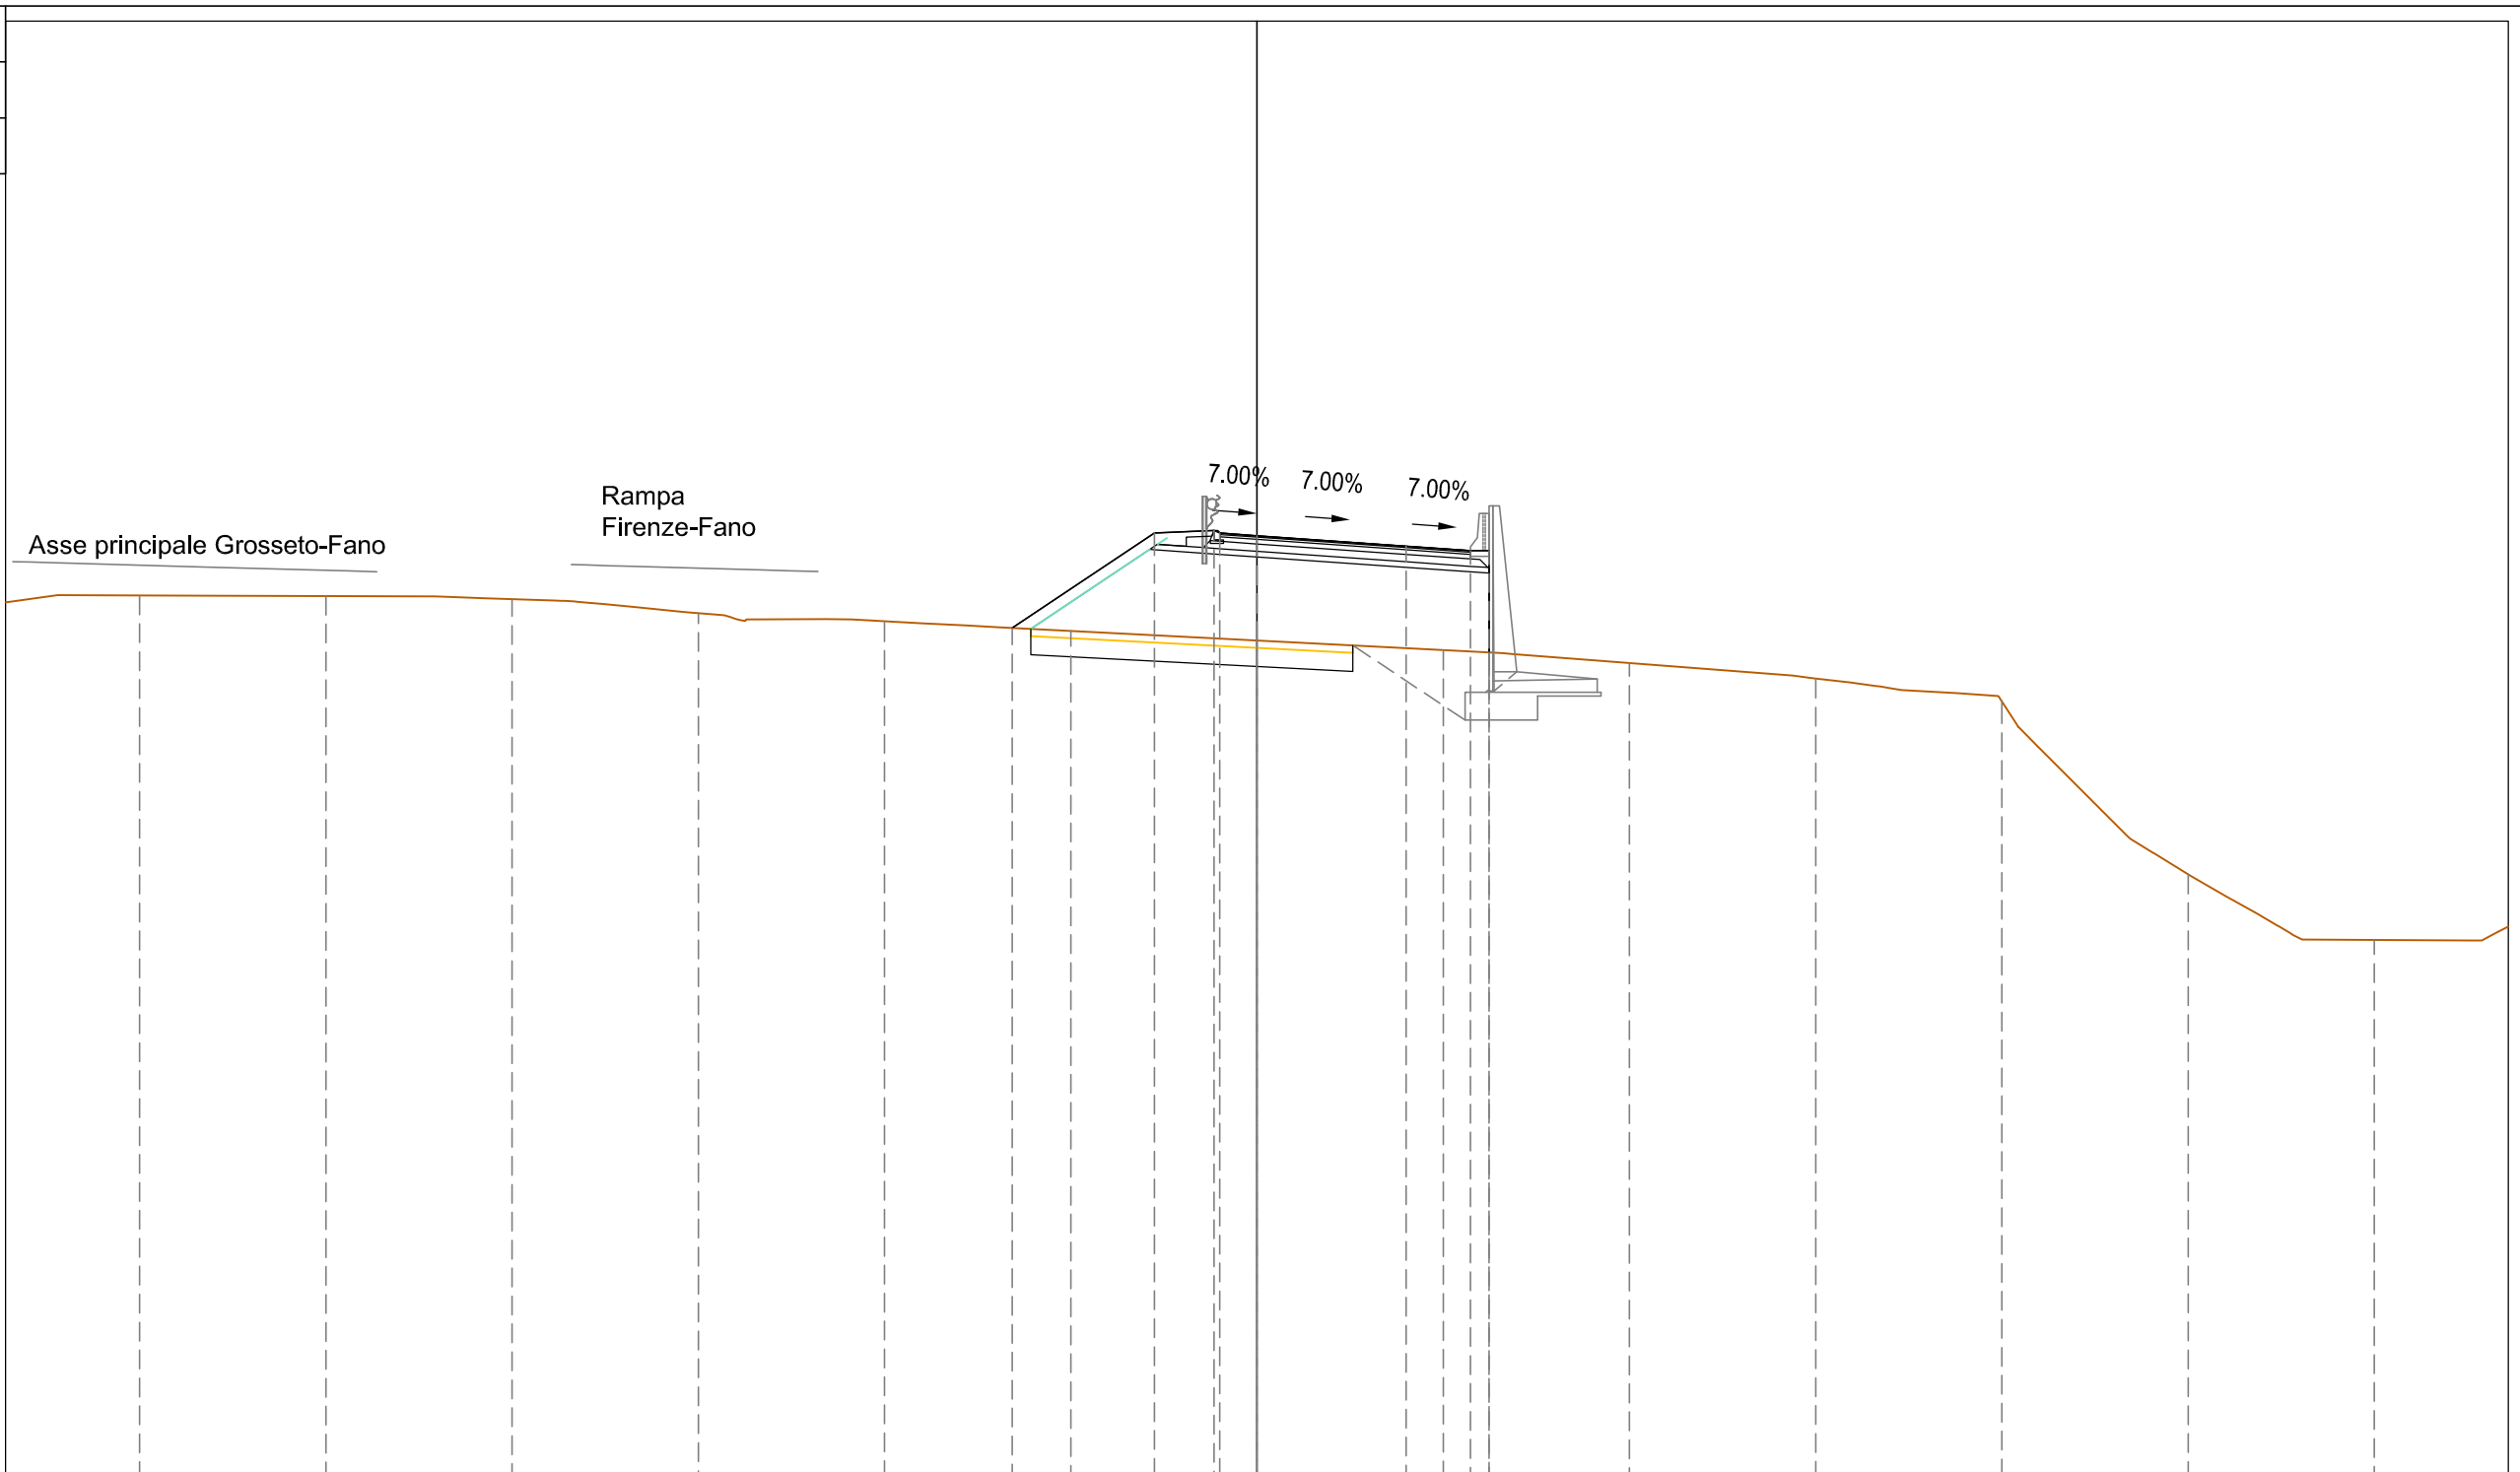 7.00% 7.00% 7.00%
Rampa
Firenze-Fano
Asse principale Grosseto-Fano